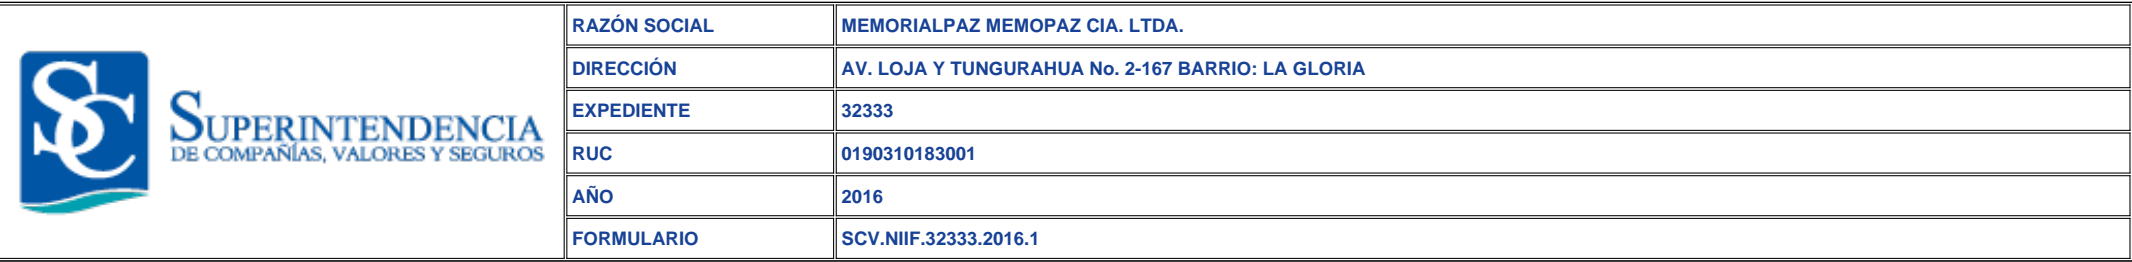 SC
SUPERINTENDENCIA
DE COMPAÑÍAS, VALORES Y SEGUROS
RAZÓN SOCIAL MEMORIALPAZ MEMOPAZ CIA. LTDA.
DIRECCIÓN AV. LOJA Y TUNGURAHUA No. 2-167 BARRIO: LA GLORIA
EXPEDIENTE 32333
RUC 0190310183001
AÑO 2016
FORMULARIO SCV.NIIF.32333.2016.1